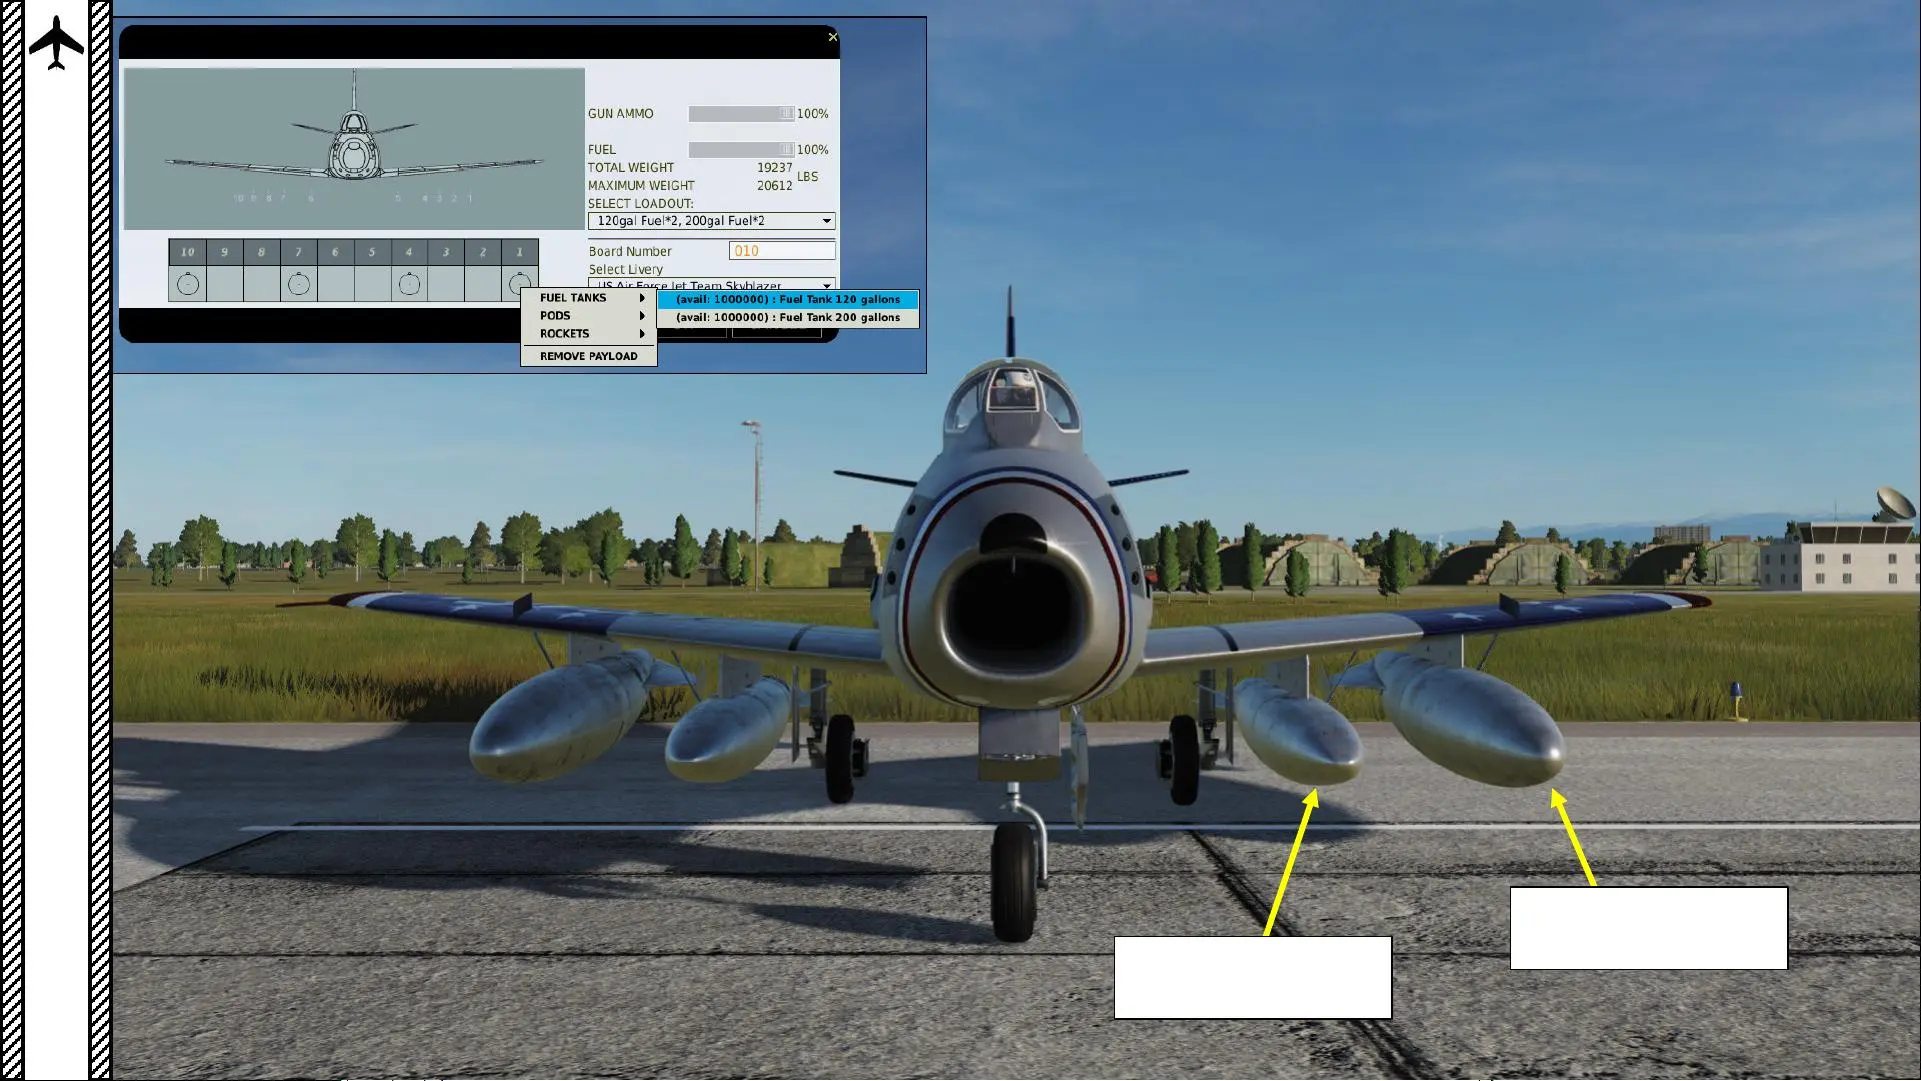 ×
GUN AMMO 100%
FUEL 100%
TOTAL WEIGHT 19237
LBS
MAXIMUM WEIGHT 20612
SELECT LOADOUT:
120gal Fuel*2, 200gal Fuel*2
10 9 8 7 6 5 4 3 2 1
10 9 8 7 6 5 4 3 2 1
Board Number 010
Select Livery
US Air Force Jet Team Skyblazer
FUEL TANKS
PODS
ROCKETS
REMOVE PAYLOAD
(avail: 1000000) : Fuel Tank 120 gallons
(avail: 1000000) : Fuel Tank 200 gallons